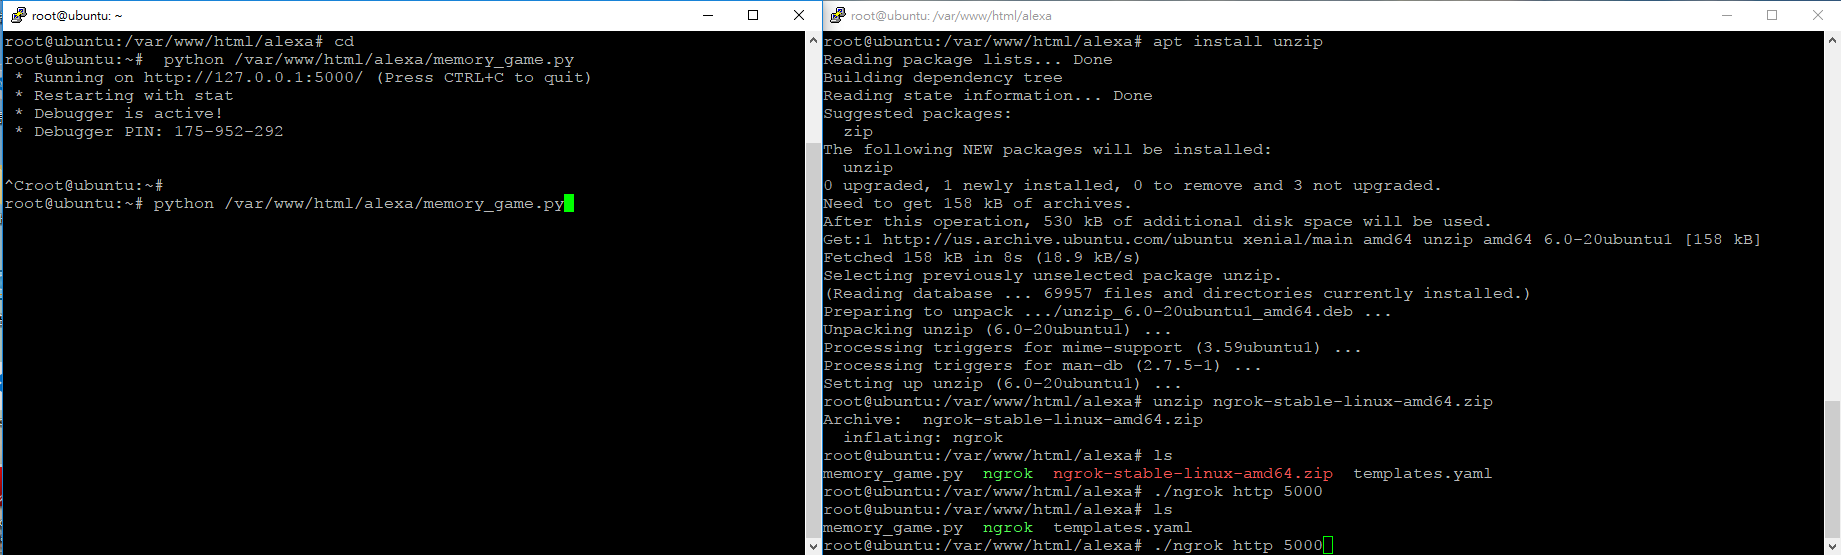 root@ubuntu: ~
root@ubuntu:/var/www/html/alexa# cd
root@ubuntu:~#  python /var/www/html/alexa/memory_game.py
 * Running on http://127.0.0.1:5000/ (Press CTRL+C to quit)
 * Restarting with stat
 * Debugger is active!
 * Debugger PIN: 175-952-292
^Croot@ubuntu:~#
root@ubuntu:~# python /var/www/html/alexa/memory_game.py
root@ubuntu: /var/www/html/alexa
root@ubuntu:/var/www/html/alexa# apt install unzip
Reading package lists... Done
Building dependency tree
Reading state information... Done
Suggested packages:
  zip
The following NEW packages will be installed:
  unzip
0 upgraded, 1 newly installed, 0 to remove and 3 not upgraded.
Need to get 158 kB of archives.
After this operation, 530 kB of additional disk space will be used.
Get:1 http://us.archive.ubuntu.com/ubuntu xenial/main amd64 unzip amd64 6.0-20ubuntu1 [158 kB]
Fetched 158 kB in 8s (18.9 kB/s)
Selecting previously unselected package unzip.
(Reading database ... 69957 files and directories currently installed.)
Preparing to unpack .../unzip_6.0-20ubuntu1_amd64.deb ...
Unpacking unzip (6.0-20ubuntu1) ...
Processing triggers for mime-support (3.59ubuntu1) ...
Processing triggers for man-db (2.7.5-1) ...
Setting up unzip (6.0-20ubuntu1) ...
root@ubuntu:/var/www/html/alexa# unzip ngrok-stable-linux-amd64.zip
Archive:  ngrok-stable-linux-amd64.zip
  inflating: ngrok
root@ubuntu:/var/www/html/alexa# ls
memory_game.py  ngrok  ngrok-stable-linux-amd64.zip  templates.yaml
root@ubuntu:/var/www/html/alexa# ./ngrok http 5000
root@ubuntu:/var/www/html/alexa# ls
memory_game.py  ngrok  templates.yaml
root@ubuntu:/var/www/html/alexa# ./ngrok http 5000